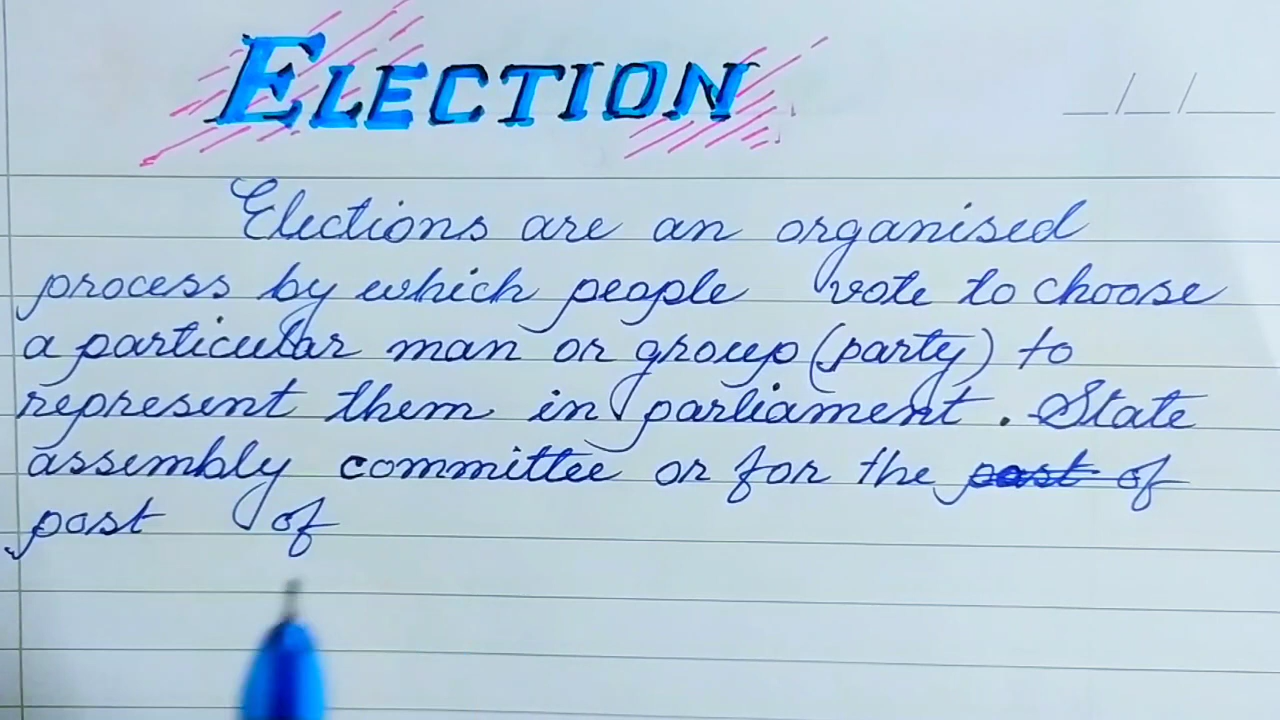 ELECTION
Elections are an organised
process by which people vote to choose
a particular man or group (party) to
represent them in parliament. State
assembly committee or for the post of
post of